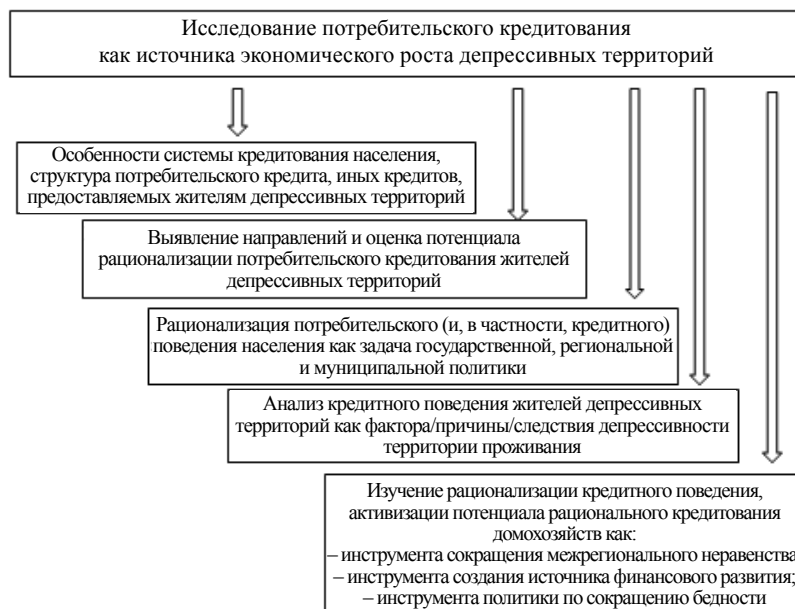 Исследование потребительского кредитования
как источника экономического роста депрессивных территорий
Особенности системы кредитования населения,
структура потребительского кредита, иных кредитов,
предоставляемых жителям депрессивных территорий
Выявление направлений и оценка потенциала
рационализации потребительского кредитования жителей
депрессивных территорий
Рационализация потребительского (и, в частности, кредитного)
поведения населения как задача государственной, региональной
и муниципальной политики
Анализ кредитного поведения жителей депрессивных
территорий как фактора/причины/следствия депрессивности
территории проживания
Изучение рационализации кредитного поведения,
активизации потенциала рационального кредитования
домохозяйств как:
– инструмента сокращения межрегионального неравенства
– инструмента создания источника финансового развития;
– инструмента политики по сокращению бедности